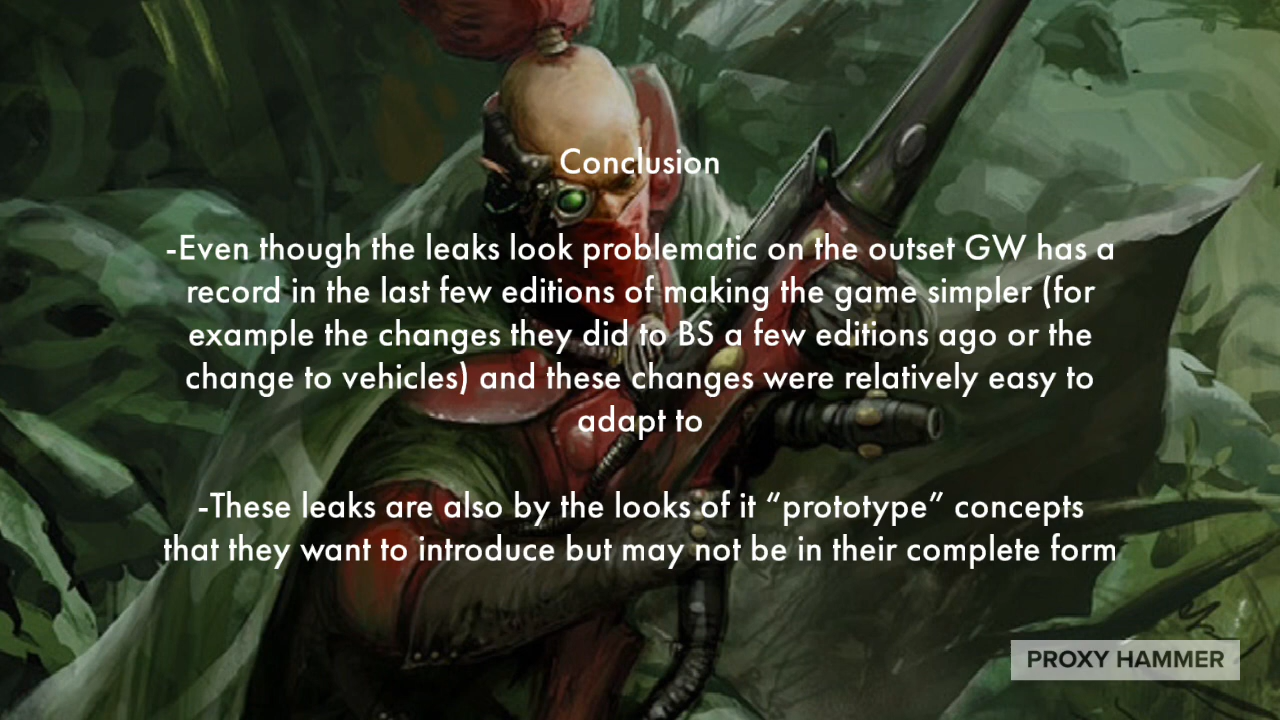 Conclusion
-Even though the leaks look problematic on the outset GW has a
record in the last few editions of making the game simpler (for
example the changes they did to BS a few editions ago or the
change to vehicles) and these changes were relatively easy to
adapt to
-These leaks are also by the looks of it “prototype” concepts
that they want to introduce but may not be in their complete form
PROXY HAMMER